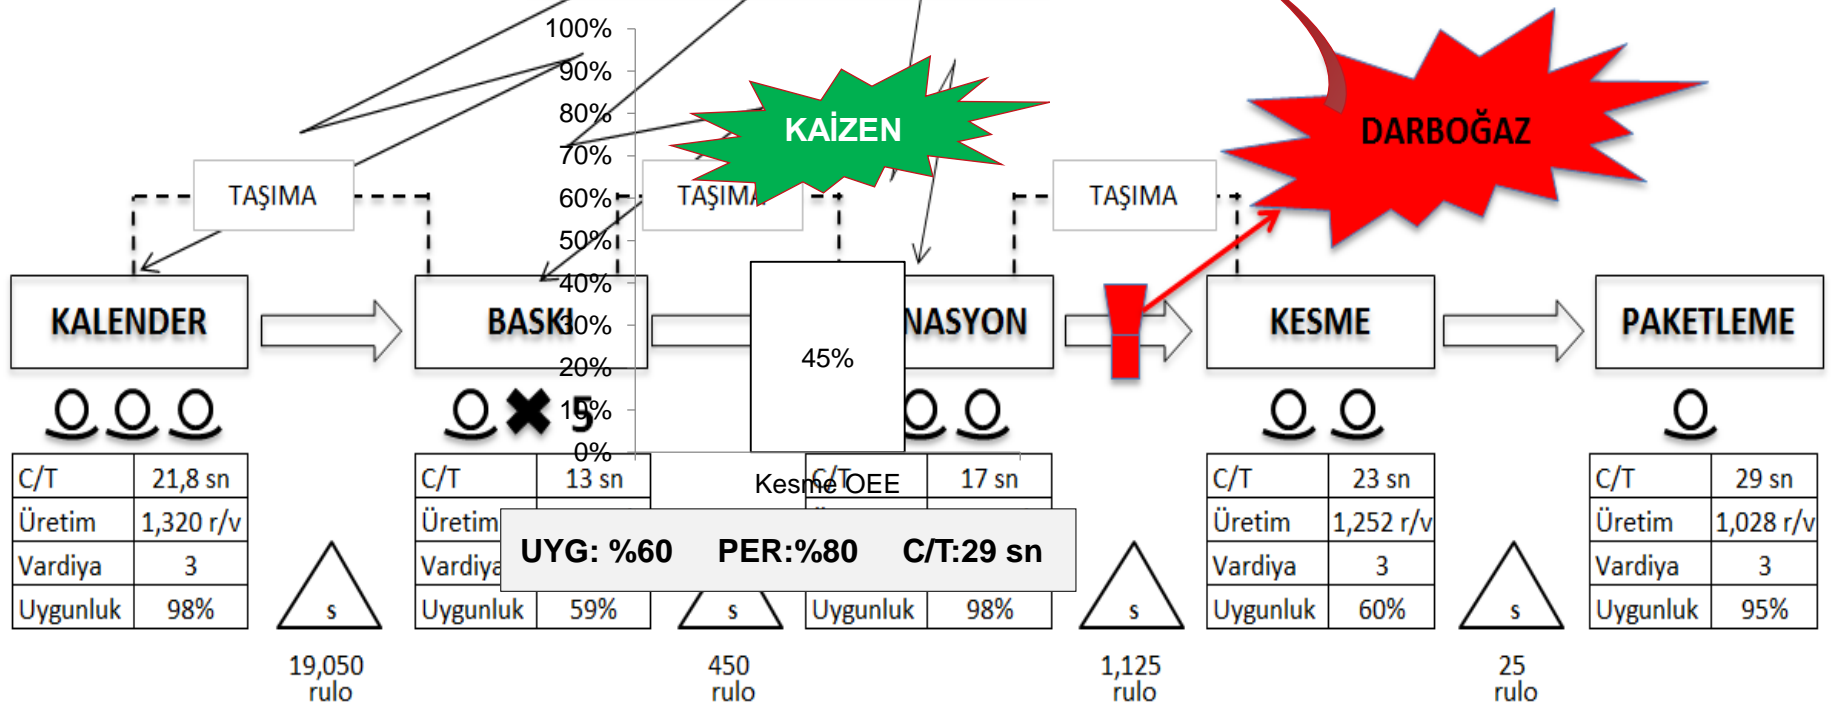 100%
90%
80%
70%
60%
50%
40%
30%
20%
10%
0%
KAİZEN
DARBOĞAZ
TAŞIMA
TAŞIMA
TAŞIMA
KALENDER
BASKI
NASYON
KESME
PAKETLEME
45%
5
Kesme OEE
C/T 21,8 sn
Üretim 1,320 r/v
Vardiya 3
Uygunluk 98%
C/T 13 sn
Üretim
Vardiya
Uygunluk 59%
C/T 17 sn
Uygunluk 98%
C/T 23 sn
Üretim 1,252 r/v
Vardiya 3
Uygunluk 60%
C/T 29 sn
Üretim 1,028 r/v
Vardiya 3
Uygunluk 95%
UYG: %60 PER:%80 C/T:29 sn
s
s
s
s
19,050
rulo
450
rulo
1,125
rulo
25
rulo